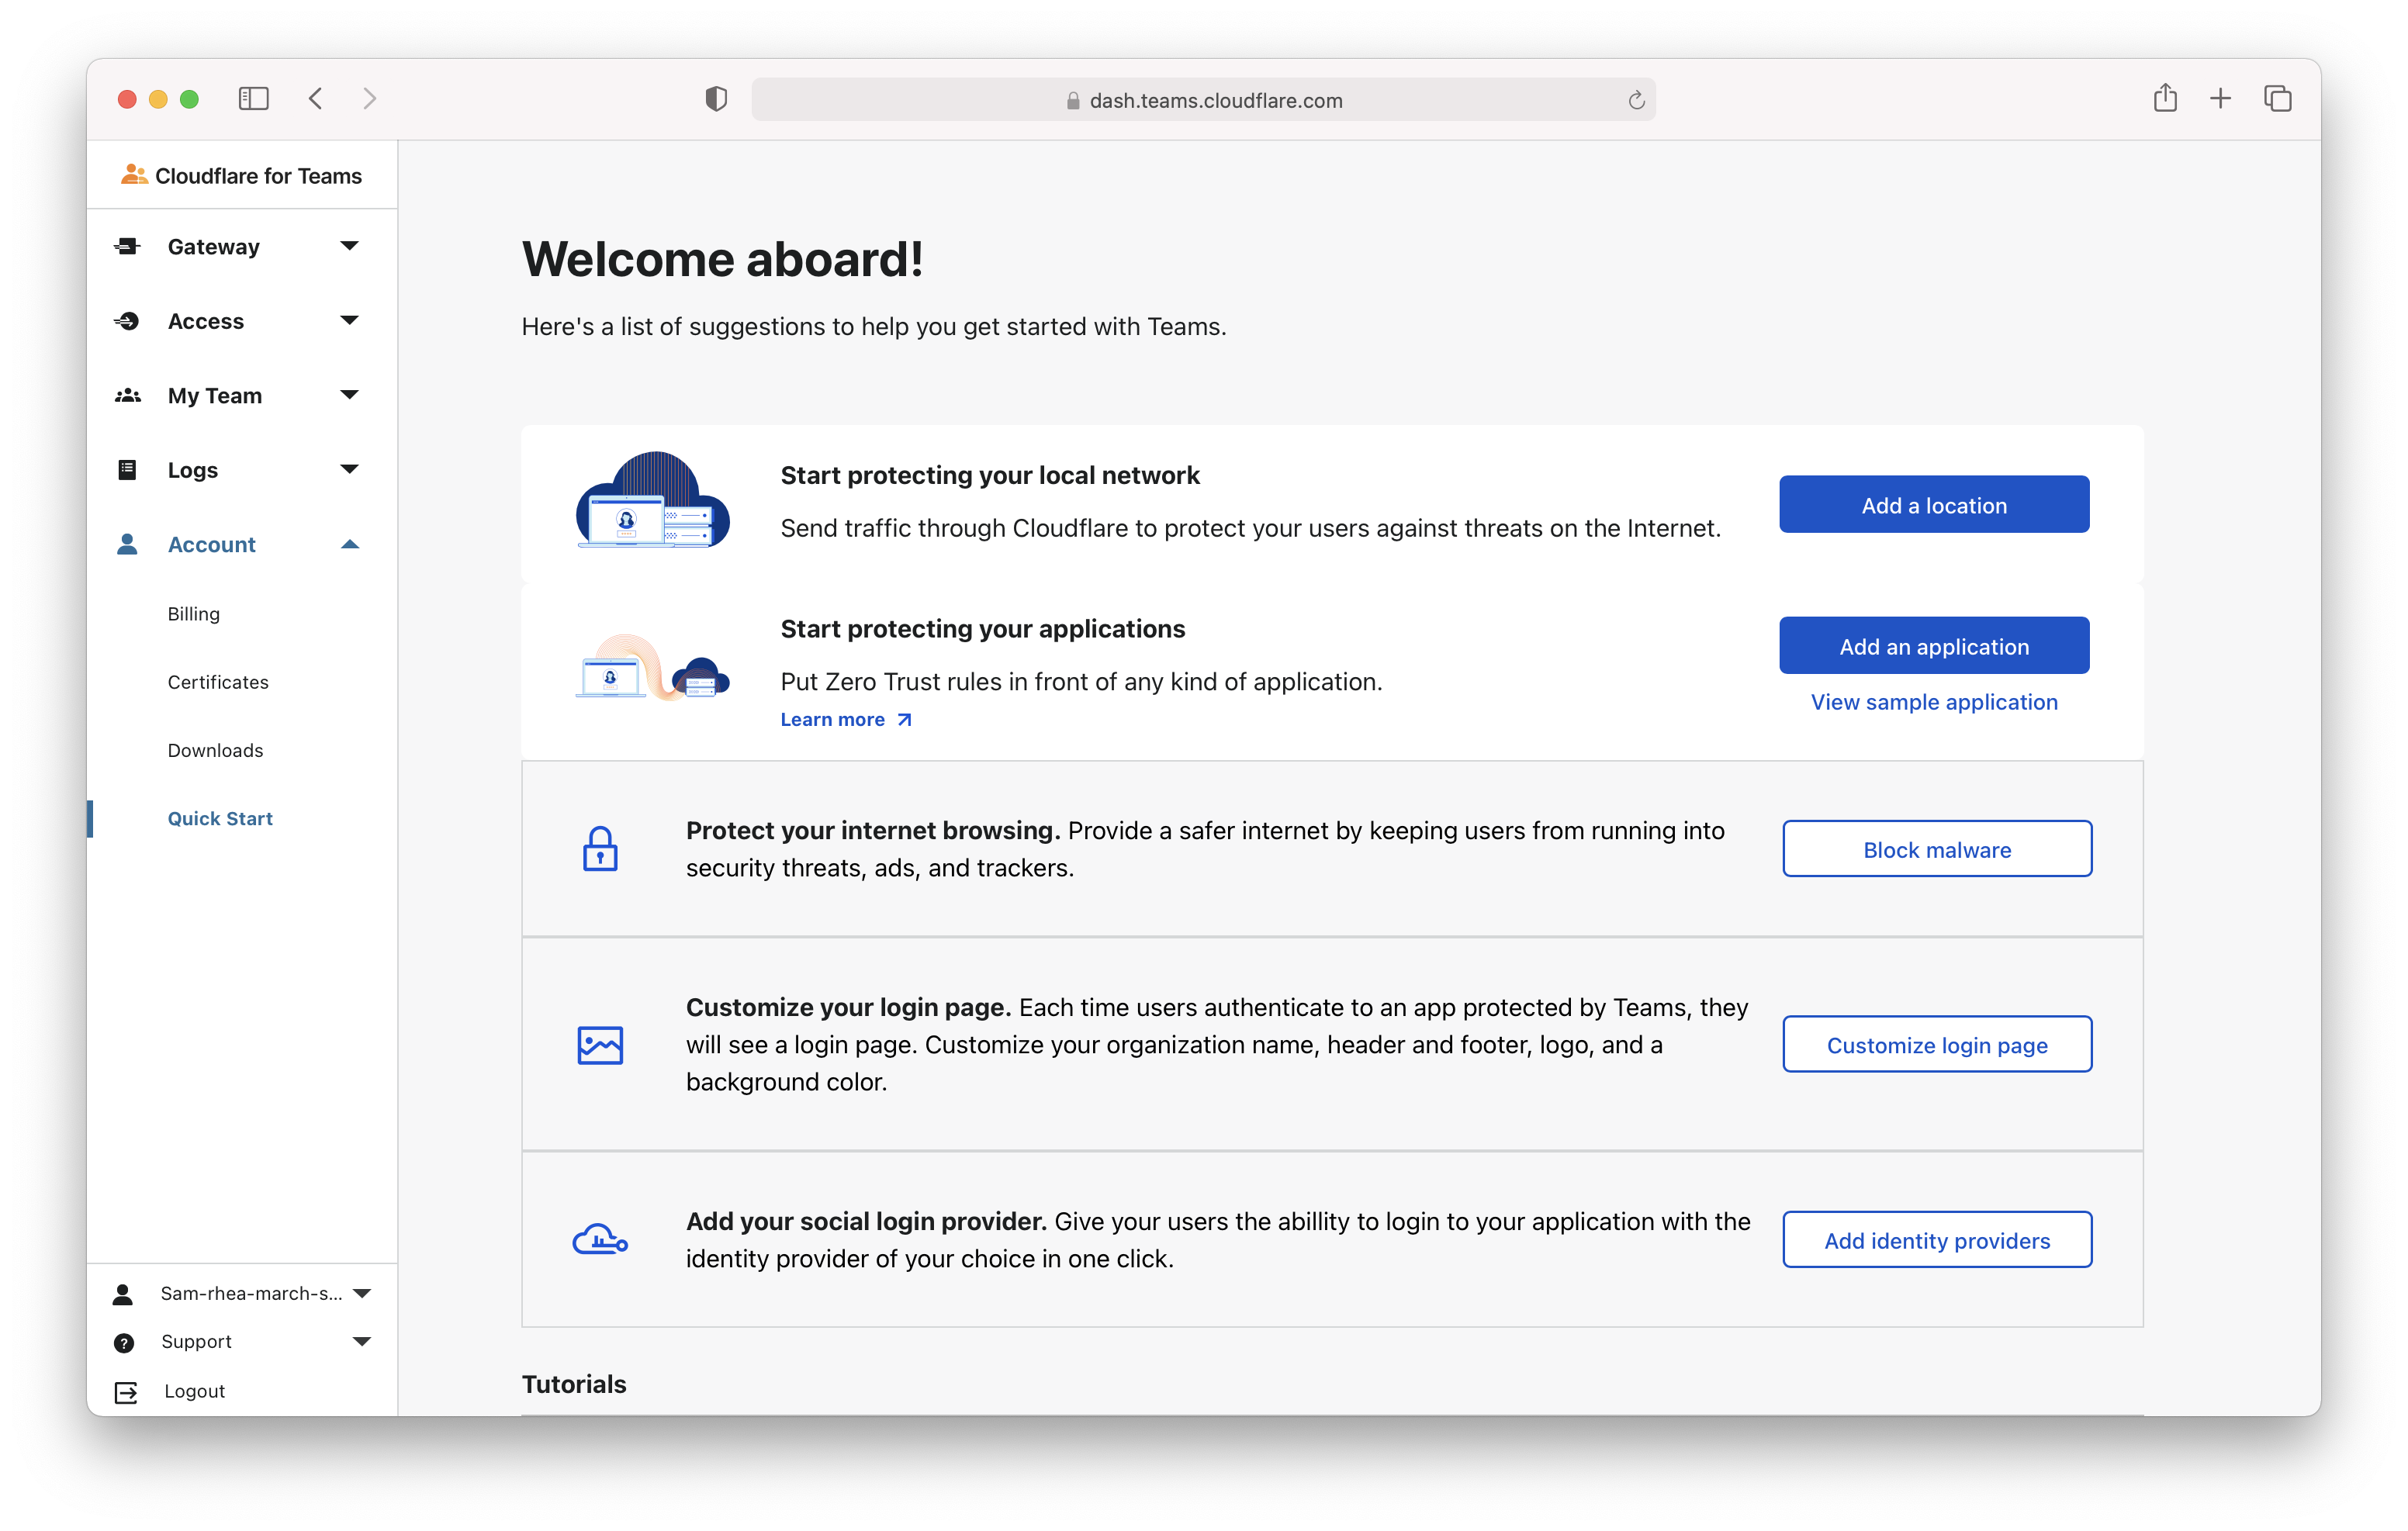 dash.teams.cloudflare.com
Cloudflare for Teams
Gateway
Access
My Team
Logs
Account
Billing
Certificates
Downloads
Quick Start
Sam-rhea-march-s...
Support
Logout
Welcome aboard!
Here's a list of suggestions to help you get started with Teams.
Start protecting your local network
Send traffic through Cloudflare to protect your users against threats on the Internet.
Add a location
Start protecting your applications
Put Zero Trust rules in front of any kind of application.
Learn more
Add an application
View sample application
Protect your internet browsing. Provide a safer internet by keeping users from running into
security threats, ads, and trackers.
Block malware
Customize your login page. Each time users authenticate to an app protected by Teams, they
will see a login page. Customize your organization name, header and footer, logo, and a
background color.
Customize login page
Add your social login provider. Give your users the abillity to login to your application with the
identity provider of your choice in one click.
Add identity providers
Tutorials